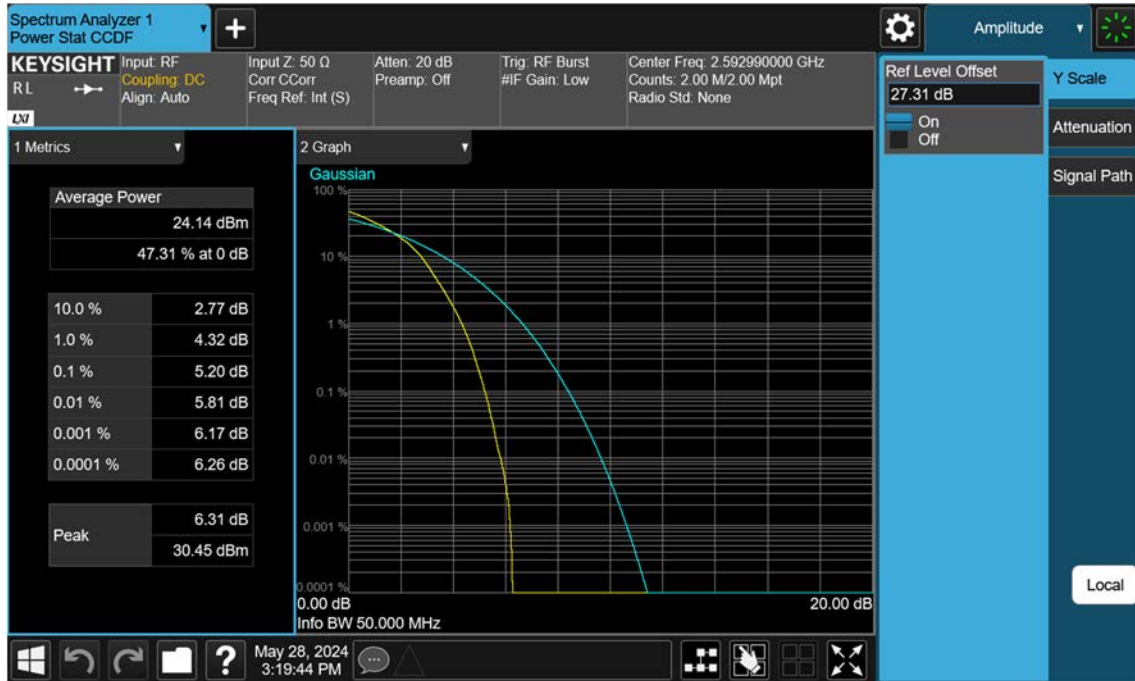 Spectrum Analyzer 1
Power Stat CCDF
Amplitude
KEYSIGHT
R L
LXI
Input: RF
Coupling: DC
Align: Auto
Input Z: 50 Ω
Corr CCorr
Freq Ref: Int (S)
Atten: 20 dB
Preamp: Off
Trig: RF Burst
#IF Gain: Low
Center Freq: 2.592990000 GHz
Counts: 2.00 M/2.00 Mpt
Radio Std: None
Ref Level Offset
27.31 dB
On
Off
Y Scale
Attenuation
Signal Path
1 Metrics
Average Power
24.14 dBm
47.31 % at 0 dB
10.0 % 2.77 dB
1.0 % 4.32 dB
0.1 % 5.20 dB
0.01 % 5.81 dB
0.001 % 6.17 dB
0.0001 % 6.26 dB
Peak 6.31 dB
30.45 dBm
2 Graph
Gaussian
100 %
10 %
1 %
0.1 %
0.01 %
0.001 %
0.0001 %
0.00 dB 20.00 dB
Info BW 50.000 MHz
Local
?
May 28, 2024
3:19:44 PM